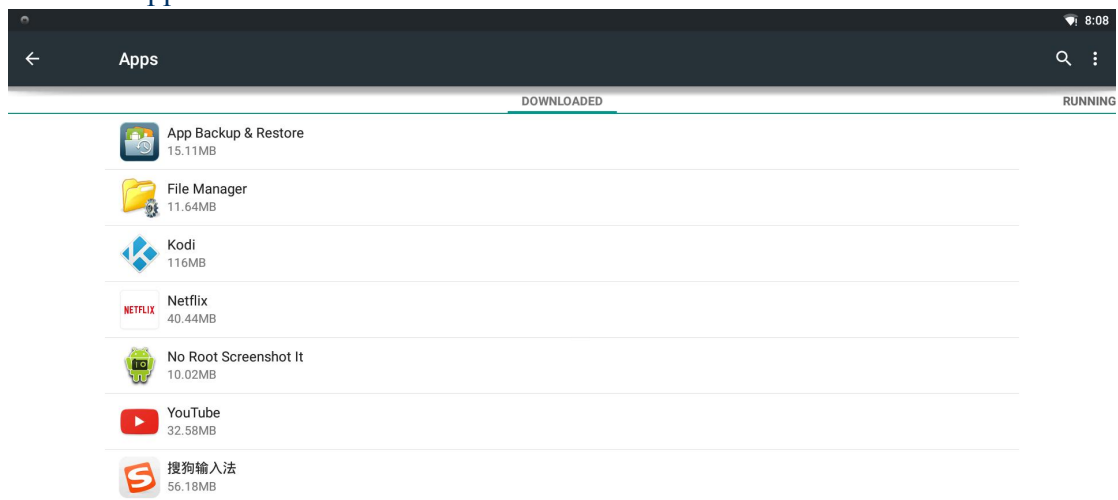 8:08
Apps
DOWNLOADED
RUNNING
App Backup & Restore
15.11MB
File Manager
11.64MB
Kodi
116MB
NETFLIX
Netflix
40.44MB
No Root Screenshot It
10.02MB
YouTube
32.58MB
搜狗输入法
56.18MB